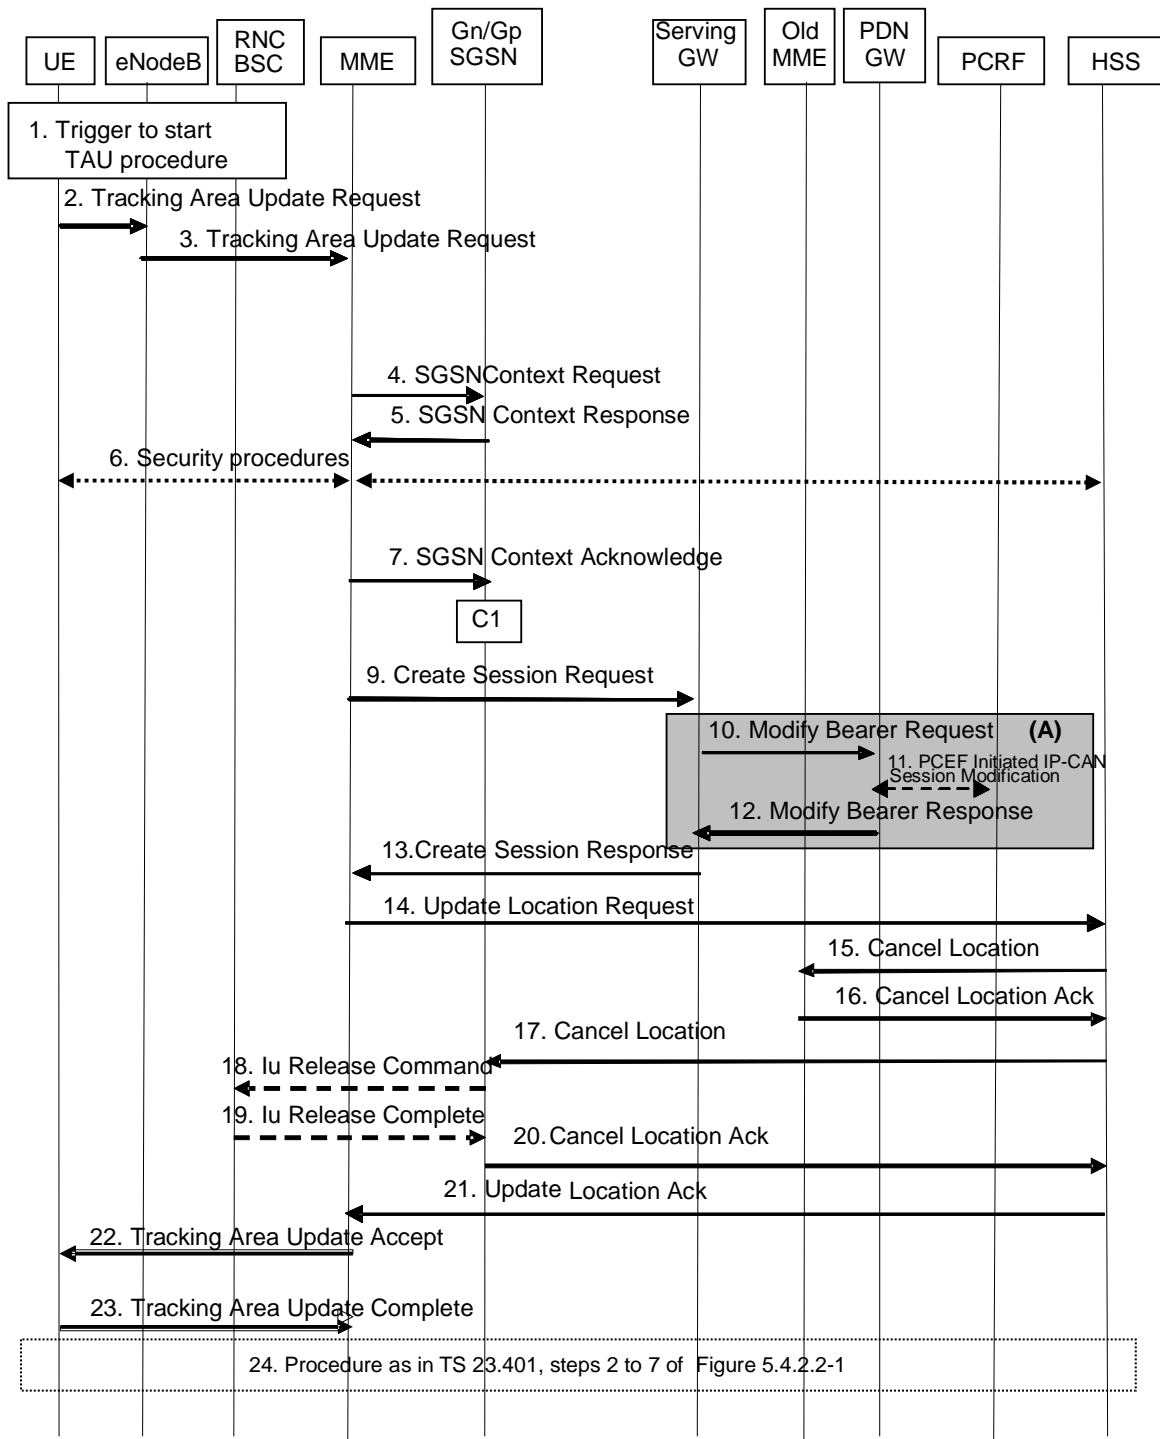 UE
eNodeB
RNC
BSC
MME
Gn/Gp
SGSN
Serving
GW
Old
MME
PDN
GW
PCRF
HSS
1. Trigger to start
TAU procedure
2. Tracking Area Update Request
3. Tracking Area Update Request
4. SGSNContext Request
5. SGSN Context Response
6. Security procedures
7. SGSN Context Acknowledge
C1
9. Create Session Request
10. Modify Bearer Request (A)
11. PCEF Initiated IP-CAN
Session Modification
12. Modify Bearer Response
13.Create Session Response
14. Update Location Request
15. Cancel Location
16. Cancel Location Ack
17. Cancel Location
18. Iu Release Command
19. Iu Release Complete
20.Cancel Location Ack
21. Update Location Ack
22. Tracking Area Update Accept
23. Tracking Area Update Complete
24. Procedure as in TS 23.401, steps 2 to 7 of Figure 5.4.2.2-1